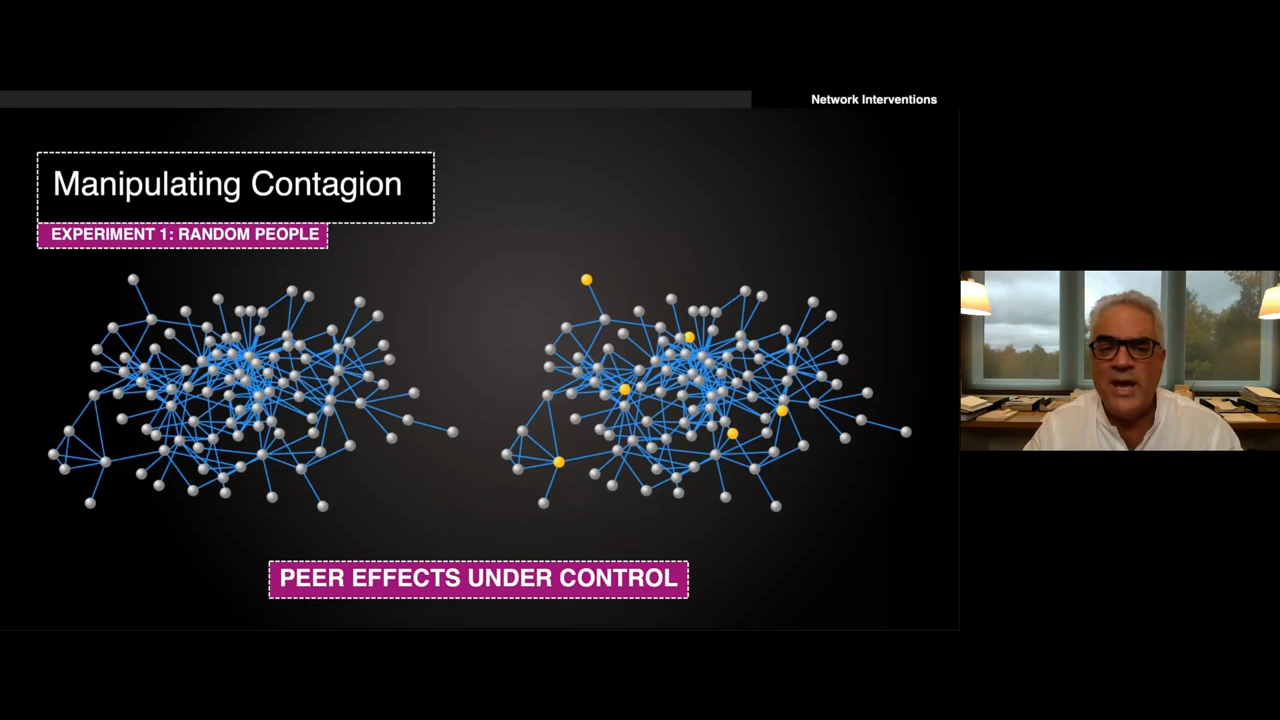 Network Interventions
Manipulating Contagion
EXPERIMENT 1: RANDOM PEOPLE
PEER EFFECTS UNDER CONTROL